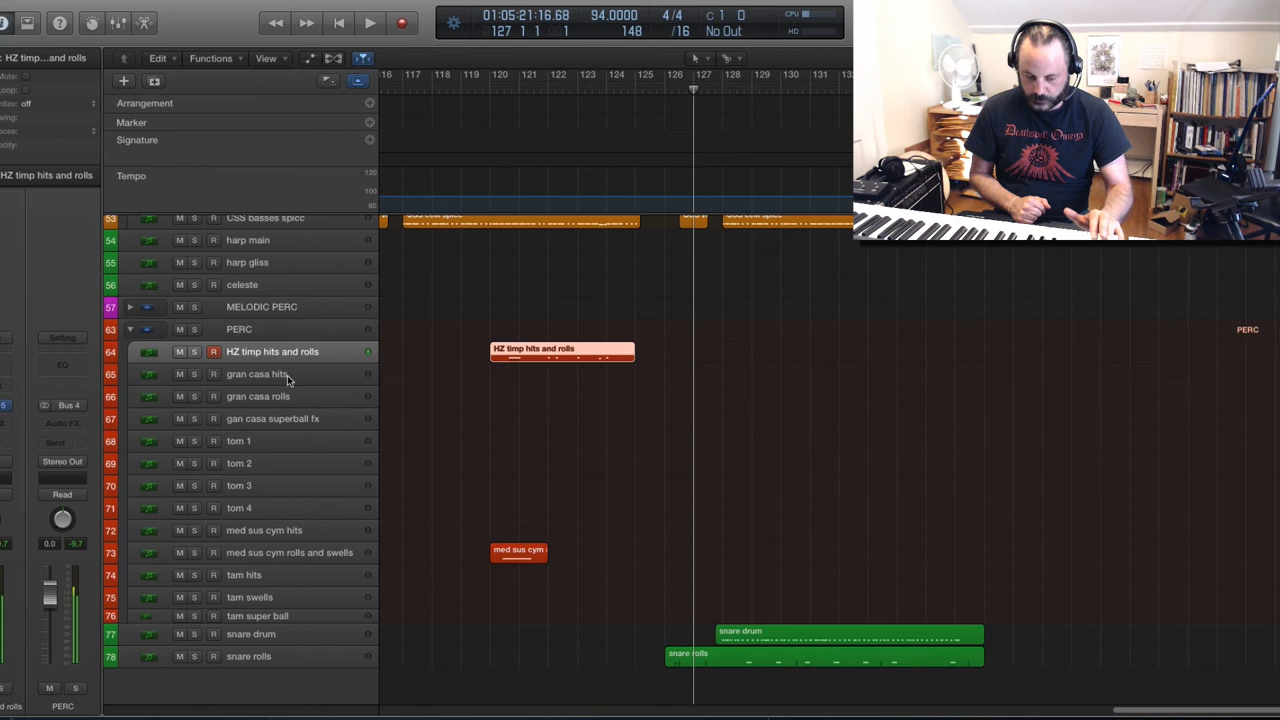 01:05:21:16.68 94.0000 4/4 C 1 0 CPU
127 1 1 1 148 /16 No Out HD
HZ timp...and rolls
Edit Functions View
117 118 119 120 121 122 123 124 125 126 127 128 129 130 131
Mute:
off
HZ timp hits and rolls
Arrangement
Marker
Signature
Tempo
120
100
80
Deathspell Omega
53 M S R CSS basses spicc
54 M S R harp main
55 M S R harp gliss
56 M S R celeste
57 M S MELODIC PERC
63 M S PERC PERC
64 M S R HZ timp hits and rolls HZ timp hits and rolls
65 M S R gran casa hits
66 M S R gran casa rolls
67 M S R gan casa superball fx
68 M S R tom 1
69 M S R tom 2
70 M S R tom 3
71 M S R tom 4
72 M S R med sus cym hits
73 M S R med sus cym rolls and swells med sus cym
74 M S R tam hits
75 M S R tam swells
76 M S R tam super ball
77 M S R snare drum snare drum
78 M S R snare rolls snare rolls
Setting
EQ
Bus 4
Audio FX
Send
Stereo Out
Read
0.0 -9.7
M S
PERC